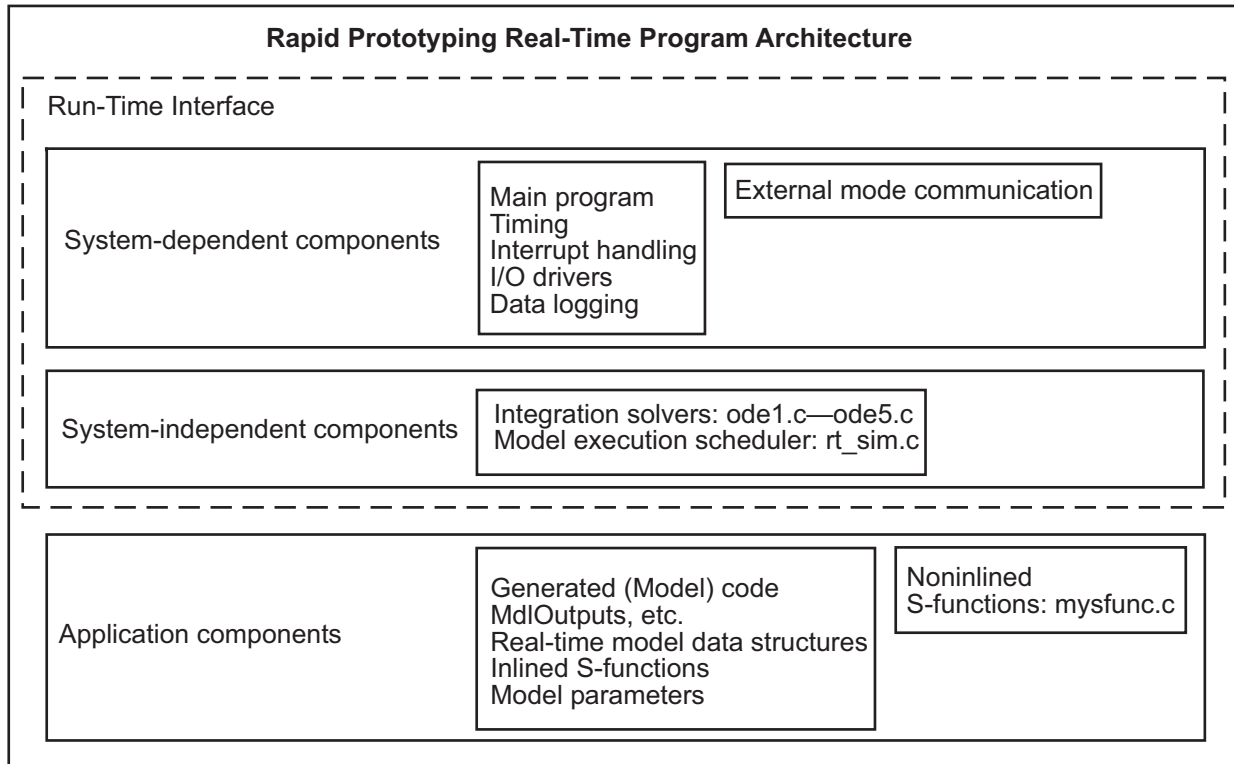 Rapid Prototyping Real-Time Program Architecture
Run-Time Interface
System-dependent components
Main program
Timing
Interrupt handling
I/O drivers
Data logging
External mode communication
System-independent components
Integration solvers: ode1.c—ode5.c
Model execution scheduler: rt_sim.c
Application components
Generated (Model) code
MdlOutputs, etc.
Real-time model data structures
Inlined S-functions
Model parameters
Noninlined
S-functions: mysfunc.c